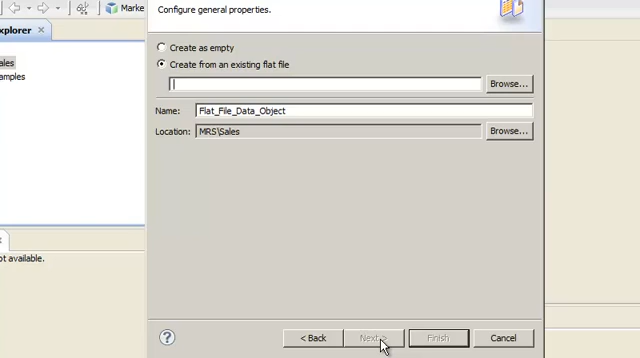 Marke
Configure general properties.
xplorer
Create as empty
ales
Create from an existing flat file
amples
Browse...
Name: Flat_File_Data_Object
Location: MRS\Sales Browse...
ot available.
? < Back Next > Finish Cancel